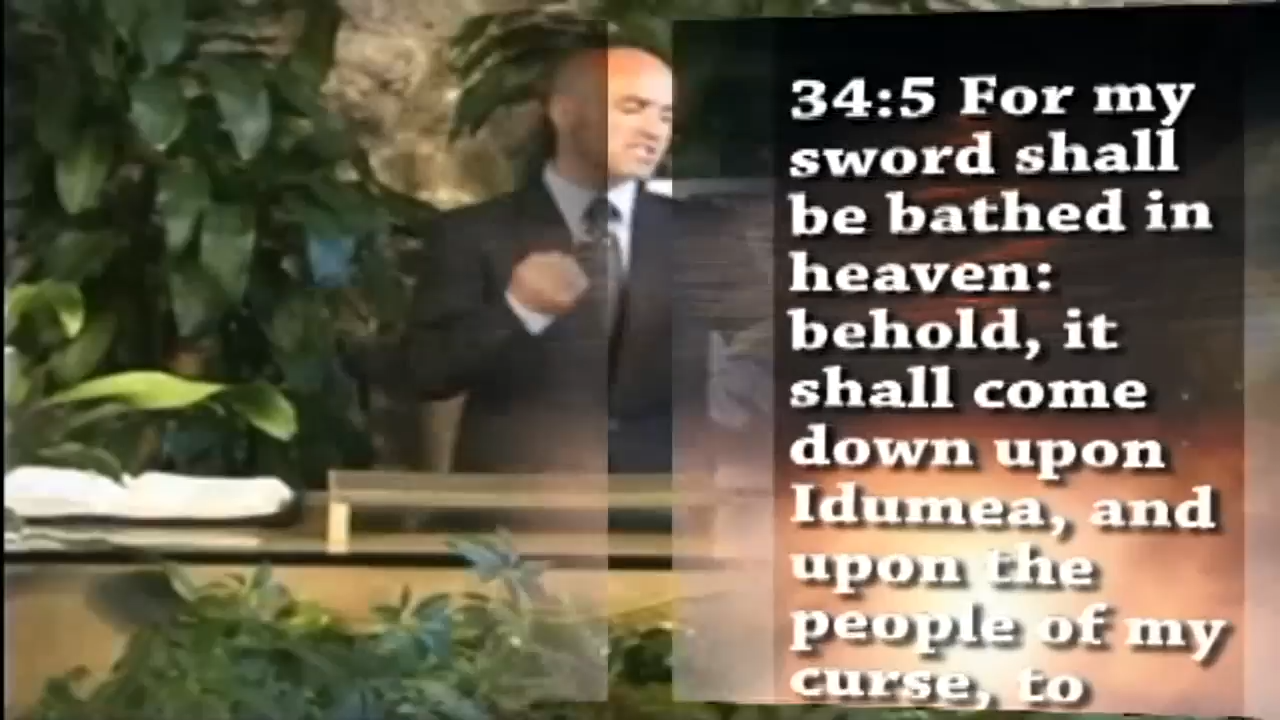 34:5 For my
sword shall
be bathed in
heaven:
behold, it
shall come
down upon
Idumea, and
upon the
people of my
curse, to